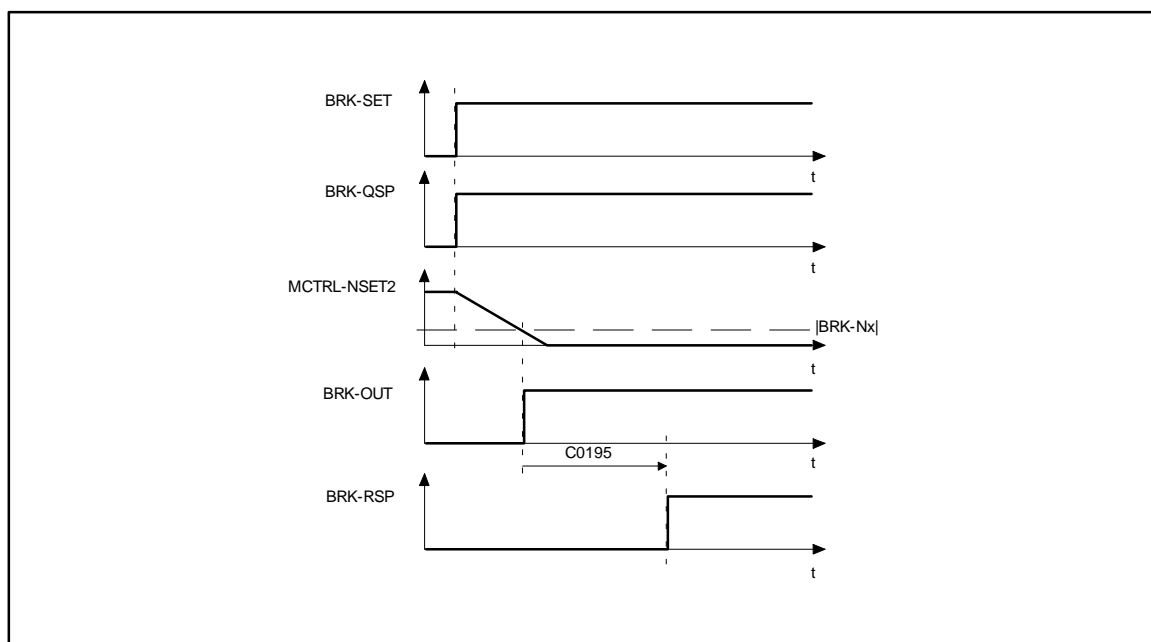 BRK-SET
t
BRK-QSP
t
MCTRL-NSET2
|BRK-Nx|
t
BRK-OUT
t
C0195
BRK-RSP
t